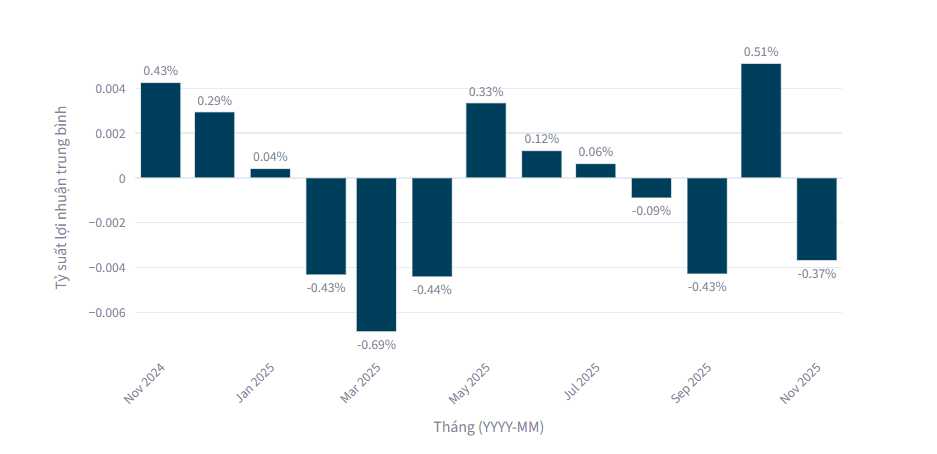 0.51%
0.43%
0.33%
0.29%
0.12%
0.06%
0.04%
-0.09%
-0.43%
-0.44%
-0.43%
-0.37%
-0.69%
0.004
0.002
0
−0.002
−0.004
−0.006
Tỷ suất lợi nhuận trung bình
Nov 2024
Jan 2025
Mar 2025
May 2025
Jul 2025
Sep 2025
Nov 2025
Tháng (YYYY-MM)